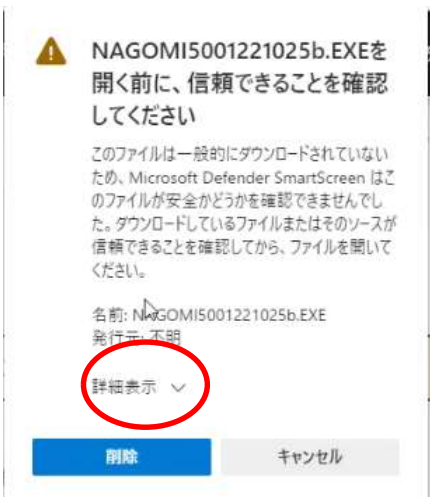 NAGOMI5001221025b.EXEを
開く前に、信頼できることを確認
してください
このファイルは一般的にダウンロードされていない
ため、Microsoft Defender SmartScreen はこ
のファイルが安全かどうかを確認できませんでし
た。ダウンロードしているファイルまたはそのソースが
信頼できることを確認してから、ファイルを開いて
ください。
名前: NAGOMI5001221025b.EXE
発行元: 不明
詳細表示
削除
キャンセル